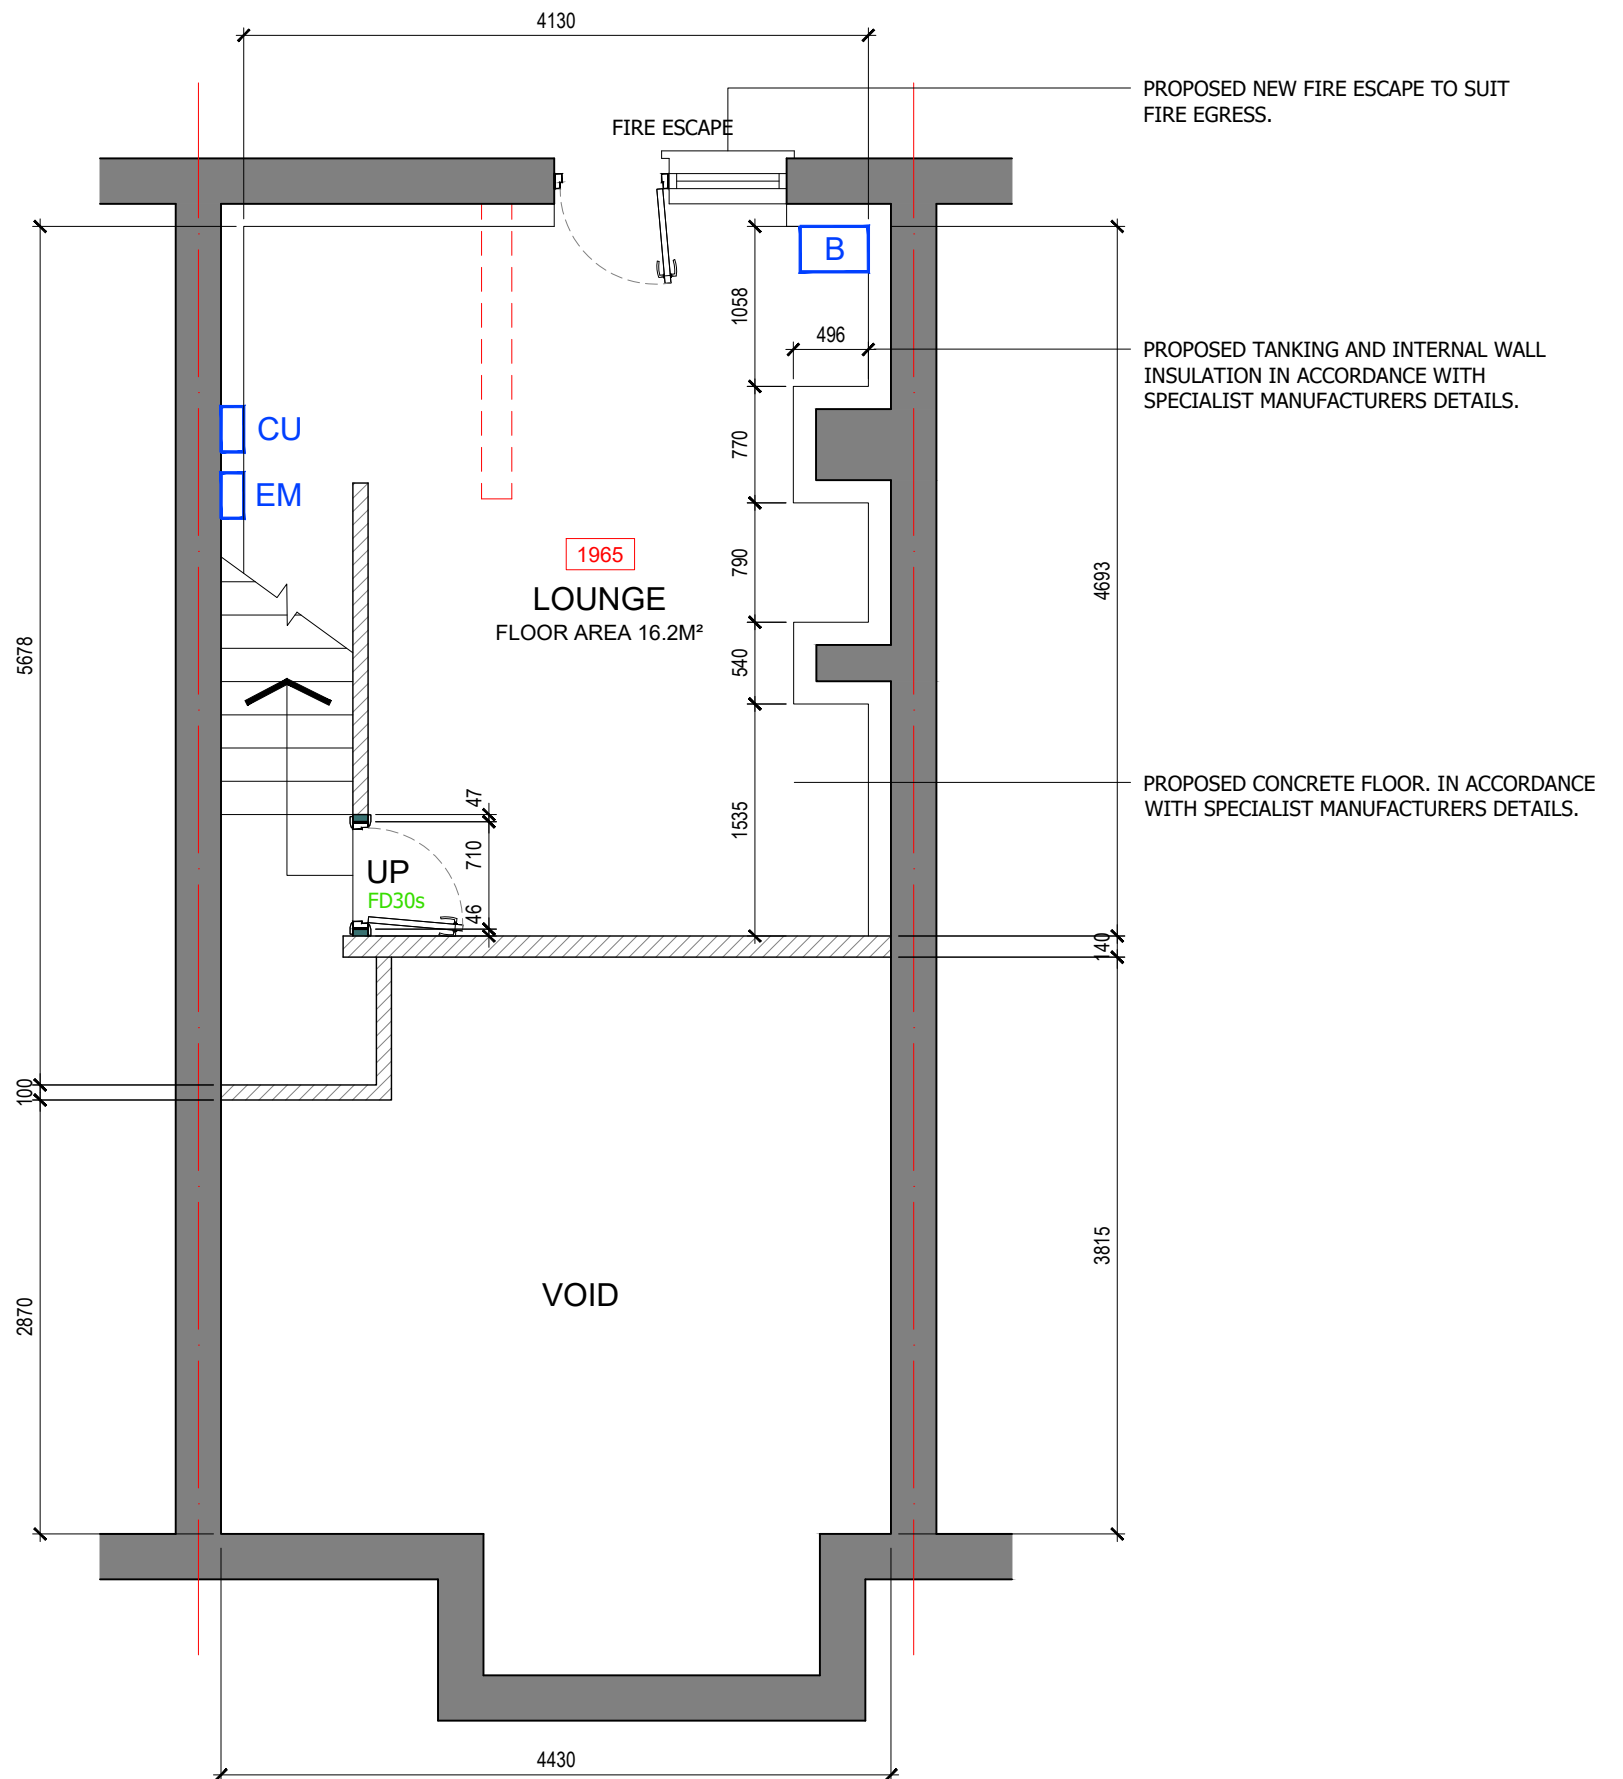 4130
PROPOSED NEW FIRE ESCAPE TO SUIT
FIRE EGRESS.
FIRE ESCAPE
B
1058
496
PROPOSED TANKING AND INTERNAL WALL
INSULATION IN ACCORDANCE WITH
SPECIALIST MANUFACTURERS DETAILS.
CU
770
EM
1965
790
4693
LOUNGE
FLOOR AREA 16.2M²
5678
540
PROPOSED CONCRETE FLOOR. IN ACCORDANCE
WITH SPECIALIST MANUFACTURERS DETAILS.
47
1535
710
UP
FD30s
46
140
100
3815
VOID
2870
4430